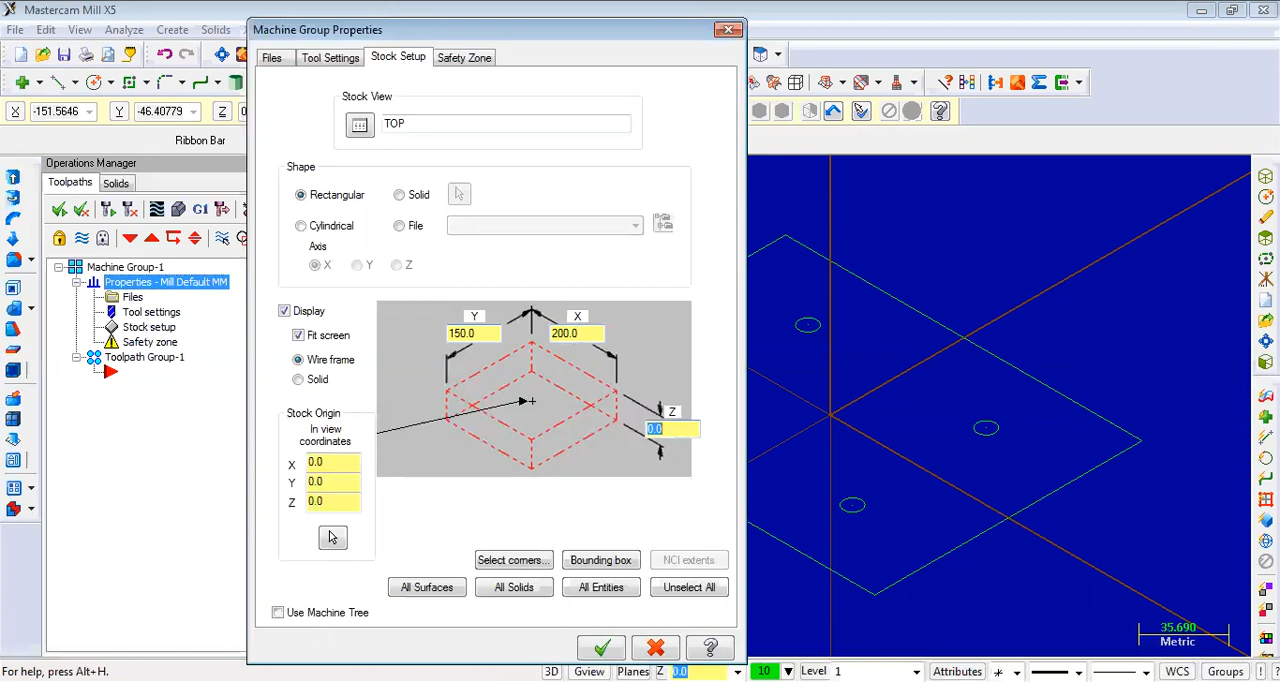 Mastercam Mill X5
File Edit View Analyze Create Solids
X -151.5646 Y -46.40779 Z 0
Ribbon Bar
Operations Manager
Toolpaths Solids
G1
Machine Group-1
Properties - Mill Default MM
Files
Tool settings
Stock setup
Safety zone
Toolpath Group-1
Machine Group Properties
Files Tool Settings Stock Setup Safety Zone
Stock View
TOP
Shape
Rectangular Solid
Cylindrical File
Axis
X Y Z
Display
Fit screen
Wire frame
Solid
Y X
150.0 200.0
Z
0.0
Stock Origin
In view
coordinates
X 0.0
Y 0.0
Z 0.0
Select corners... Bounding box NCI extents
All Surfaces All Solids All Entities Unselect All
Use Machine Tree
35.690
Metric
For help, press Alt+H.
3D Gview Planes Z 0.0 10 Level 1 Attributes WCS Groups